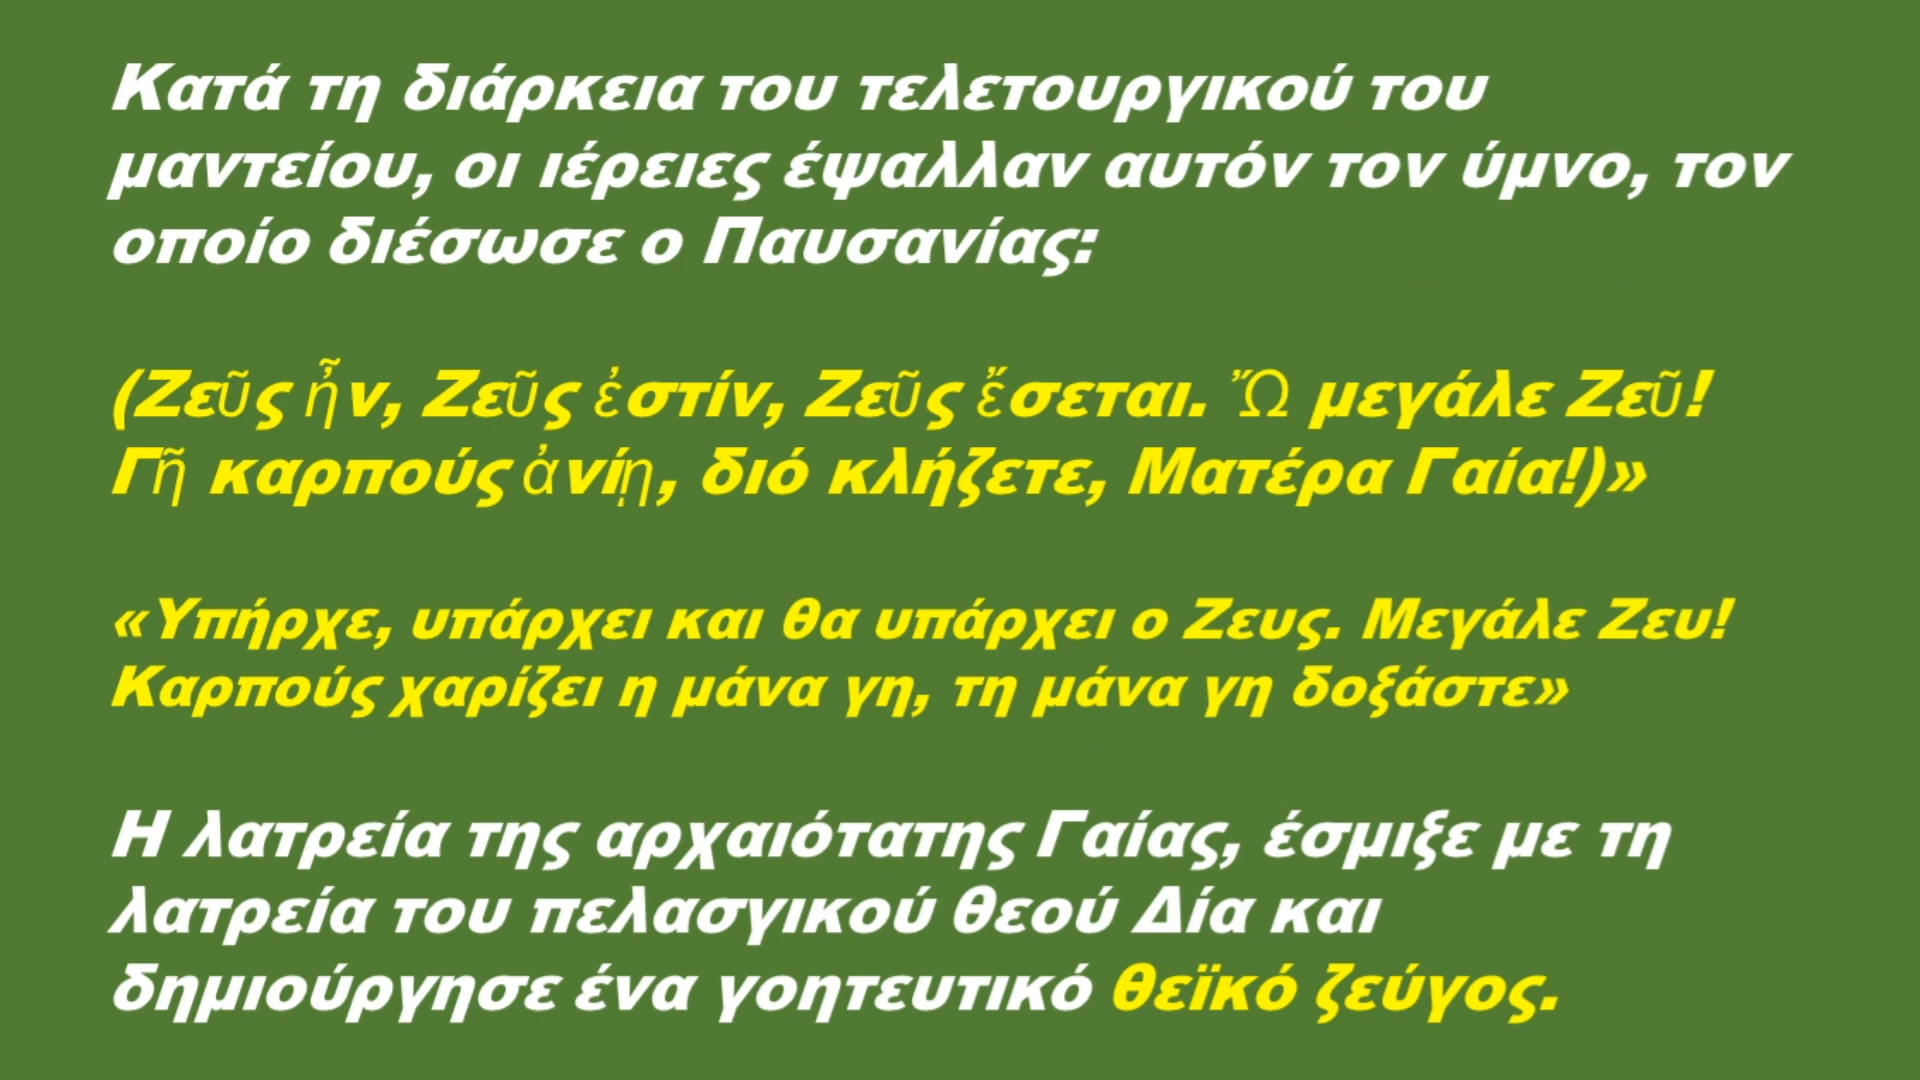 Κατά τη διάρκεια του τελετουργικού του
μαντείου, οι ιέρειες έψαλλαν αυτόν τον ύμνο, τον
οποίο διέσωσε ο Παυσανίας:
(Ζεῦς ἦν, Ζεῦς ἐστίν, Ζεῦς ἔσεται. Ὤ μεγάλε Ζεῦ!
Γῆ καρπούς ἀνίῃ, διό κλήζετε, Ματέρα Γαία!)»
«Υπήρχε, υπάρχει και θα υπάρχει ο Ζευς. Μεγάλε Ζευ!
Καρπούς χαρίζει η μάνα γη, τη μάνα γη δοξάστε»
Η λατρεία της αρχαιότατης Γαίας, έσμιξε με τη
λατρεία του πελασγικού θεού Δία και
δημιούργησε ένα γοητευτικό θεϊκό ζεύγος.